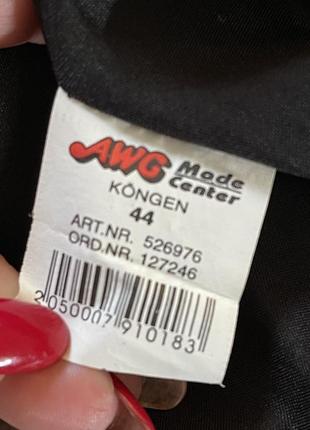 AWG Mode
Center
KÖNGEN
44
ART.NR. 526976
ORD.NR. 127246
2050007910183